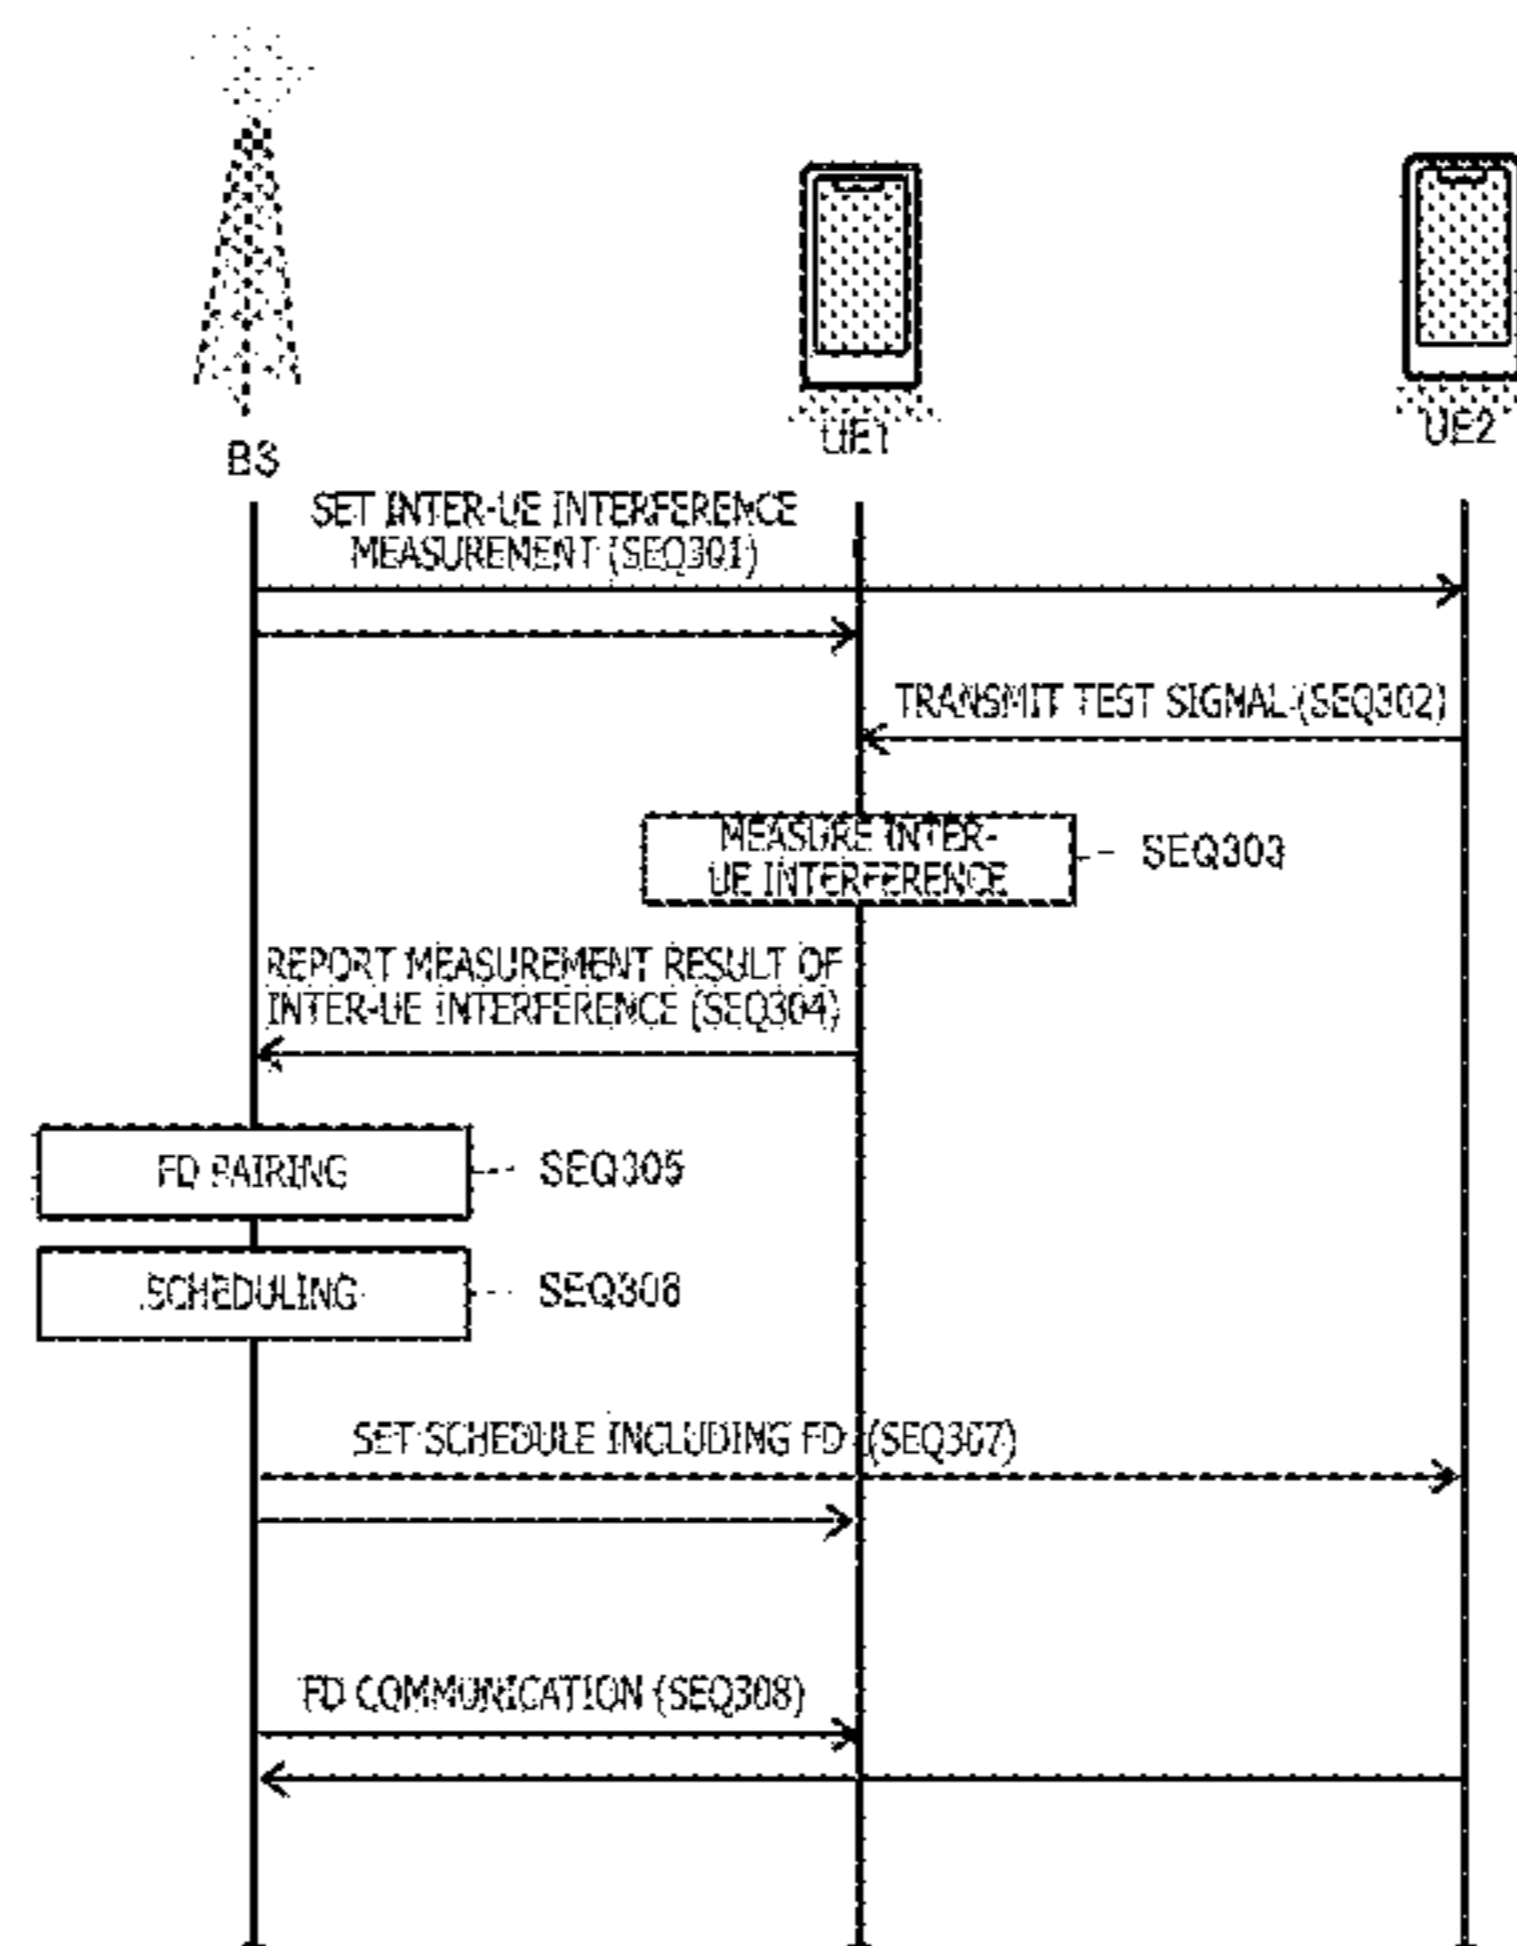 BS
UE1
UE2
SET INTER-UE INTERFERENCE
MEASUREMENT (SEQ301)
TRANSMIT TEST SIGNAL (SEQ302)
MEASURE INTER-
UE INTERFERENCE
SEQ303
REPORT MEASUREMENT RESULT OF
INTER-UE INTERFERENCE (SEQ304)
FD PAIRING
SEQ305
SCHEDULING
SEQ306
SET SCHEDULE INCLUDING FD (SEQ307)
FD COMMUNICATION (SEQ308)